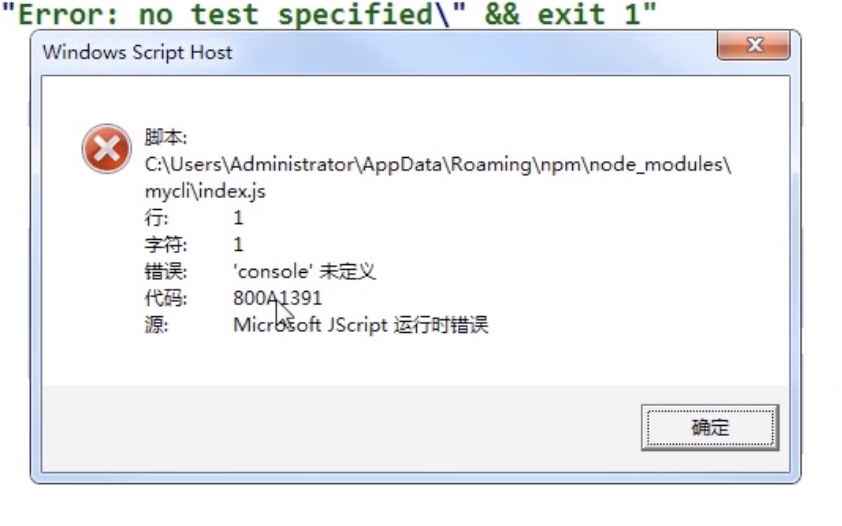 "Error: no test specified\" && exit 1"
Windows Script Host
脚本:
C:\Users\Administrator\AppData\Roaming\npm\node_modules\
mycli\index.js
行: 1
字符: 1
错误: 'console' 未定义
代码: 800A1391
源: Microsoft JScript 运行时错误
确定